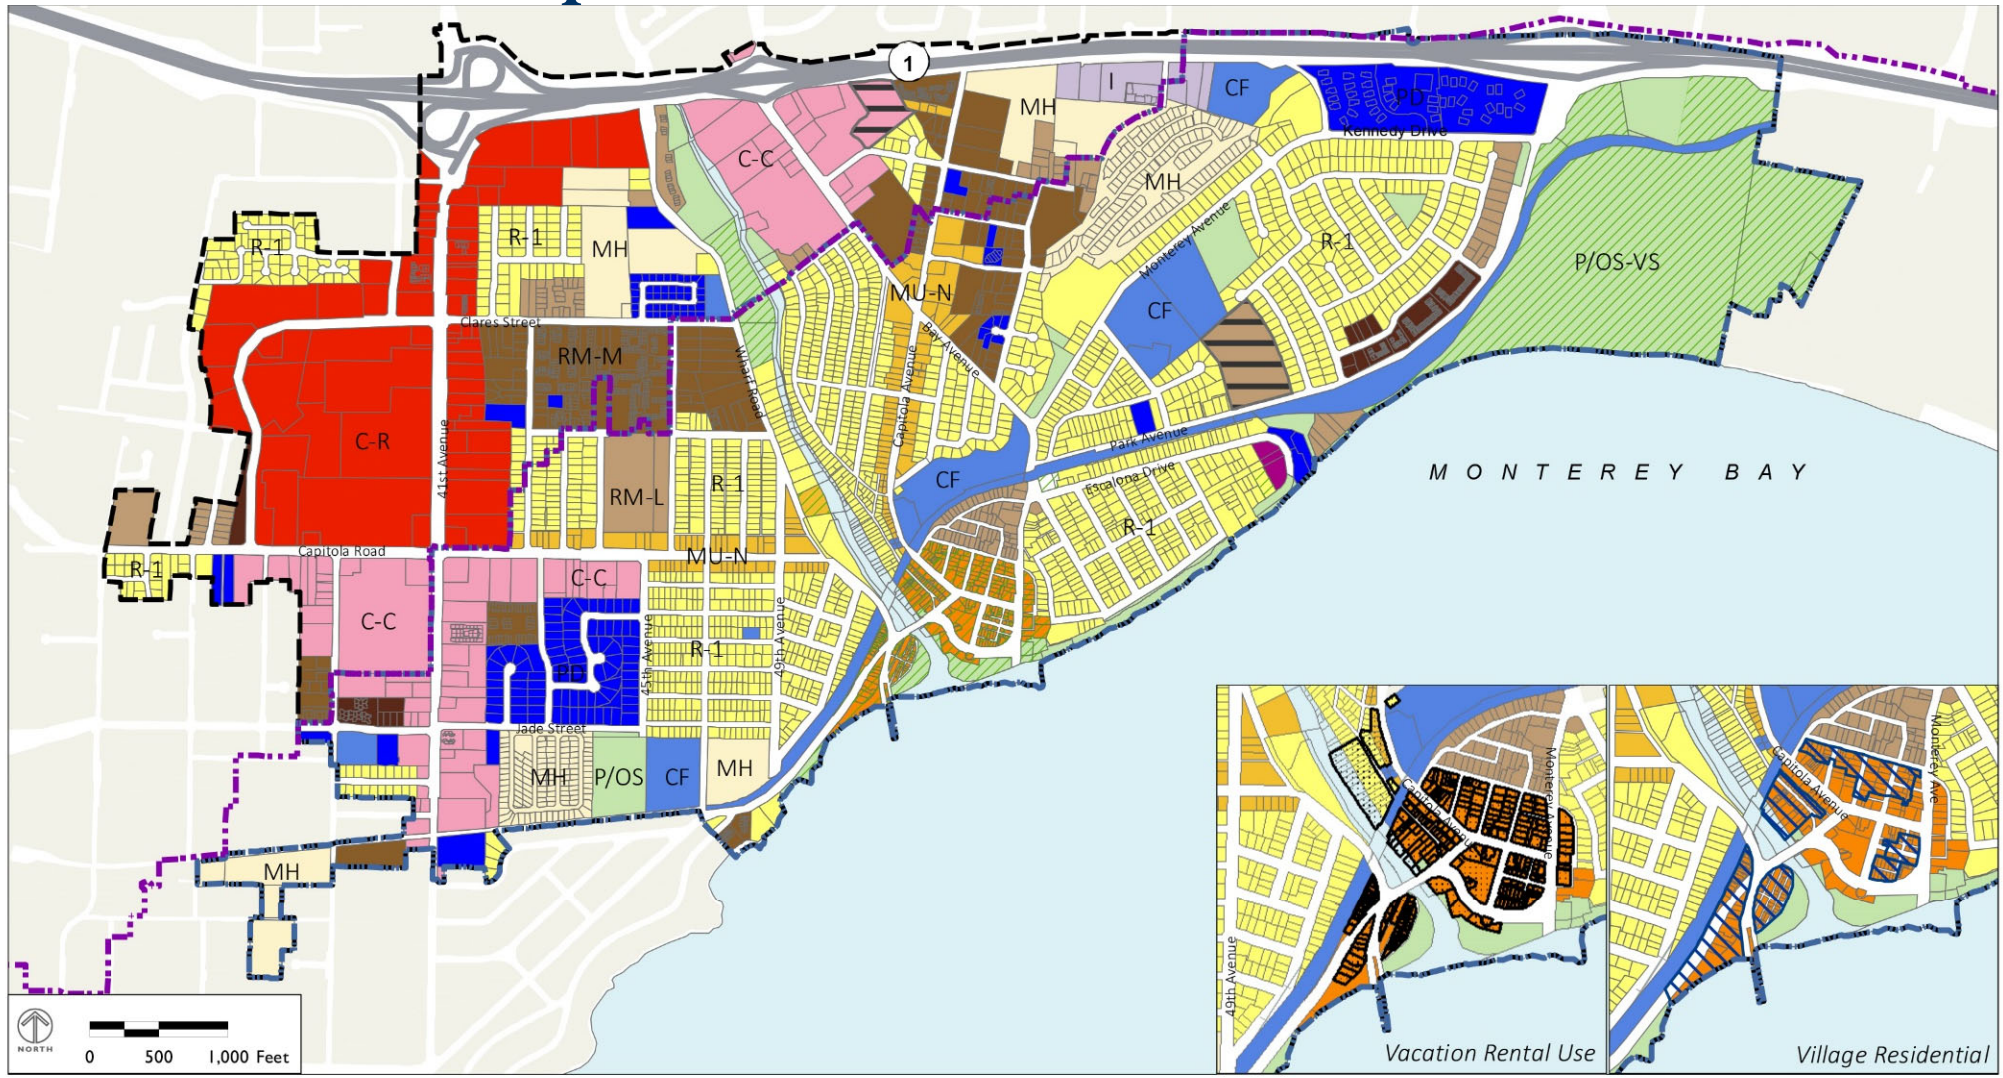 1
I
CF
PD
MH
Kennedy Drive
C-C
MH
R-1
R-1
MH
Monterey Avenue
R-1
P/OS-VS
MU-N
CF
Clares Street
Bay Avenue
RM-M
Wharf Road
Capitola Avenue
C-R
41st Avenue
Park Avenue
MONTEREY BAY
CF
Escalona Drive
RM-L
R-1
R-1
Capitola Road
MU-N
R-1
C-C
C-C
R-1
45th Avenue
49th Avenue
PD
Jade Street
MH
P/OS
CF
MH
MH
Capitola Avenue
Monterey Avenue
49th Avenue
Vacation Rental Use
Capitola Avenue
Monterey Ave
Village Residential
NORTH
0 500 1,000 Feet